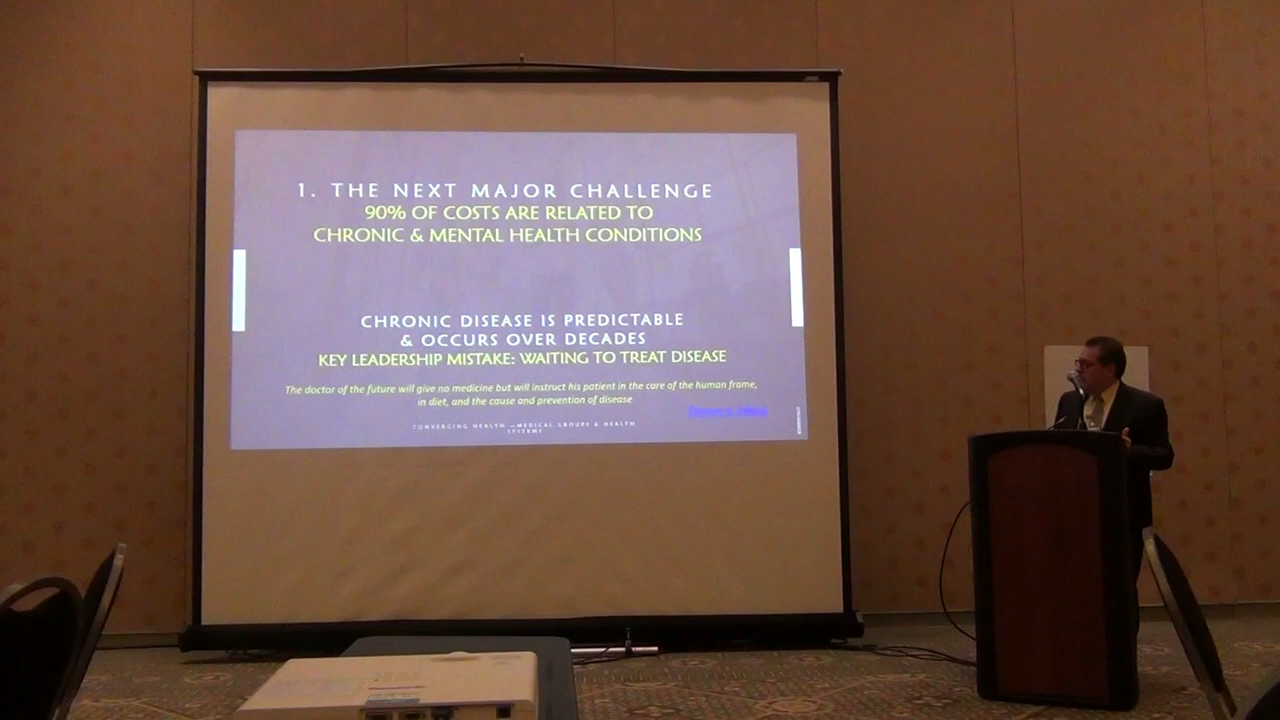 1. THE NEXT MAJOR CHALLENGE
90% OF COSTS ARE RELATED TO
CHRONIC & MENTAL HEALTH CONDITIONS
CHRONIC DISEASE IS PREDICTABLE
& OCCURS OVER DECADES
KEY LEADERSHIP MISTAKE: WAITING TO TREAT DISEASE
The doctor of the future will give no medicine but will instruct his patient in the care of the human frame,
in diet, and the cause and prevention of disease
CONVERGING HEALTH —MEDICAL GROUPS & HEALTH
SYSTEMS